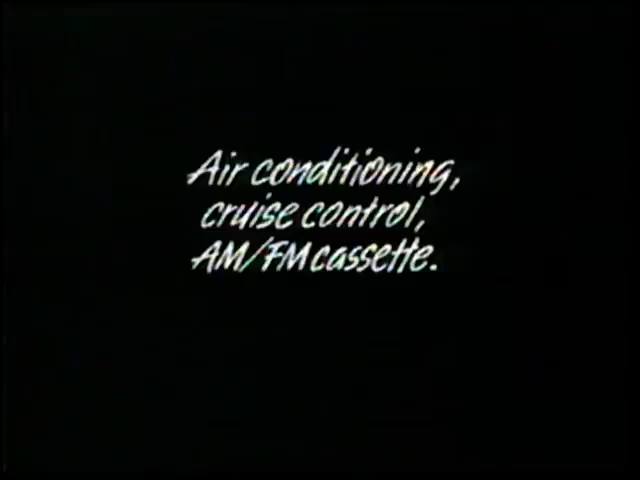 Air conditioning,
cruise control,
AM/FM cassette.